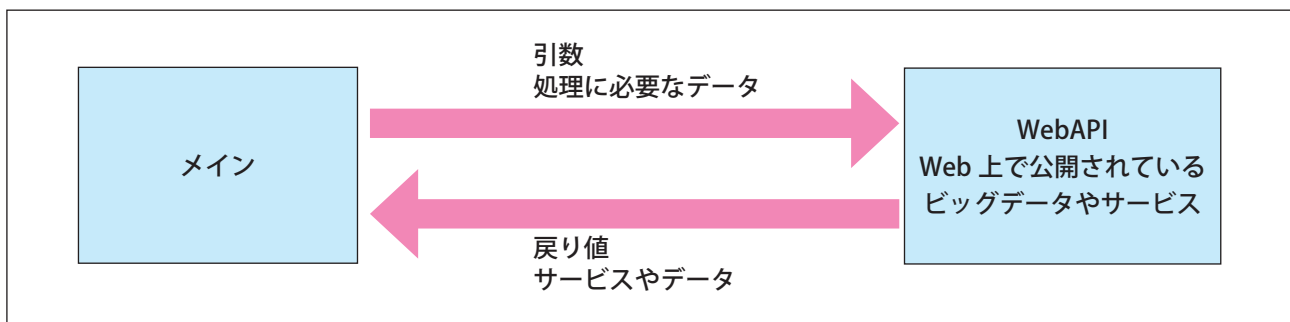 引数
処理に必要なデータ
メイン
WebAPI
Web 上で公開されている
ビッグデータやサービス
戻り値
サービスやデータ